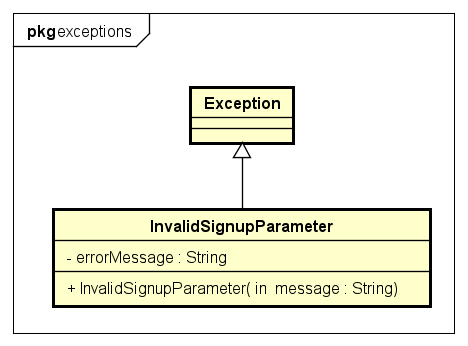 pkg exceptions
Exception
InvalidSignupParameter
- errorMessage : String
+ InvalidSignupParameter( in message : String)